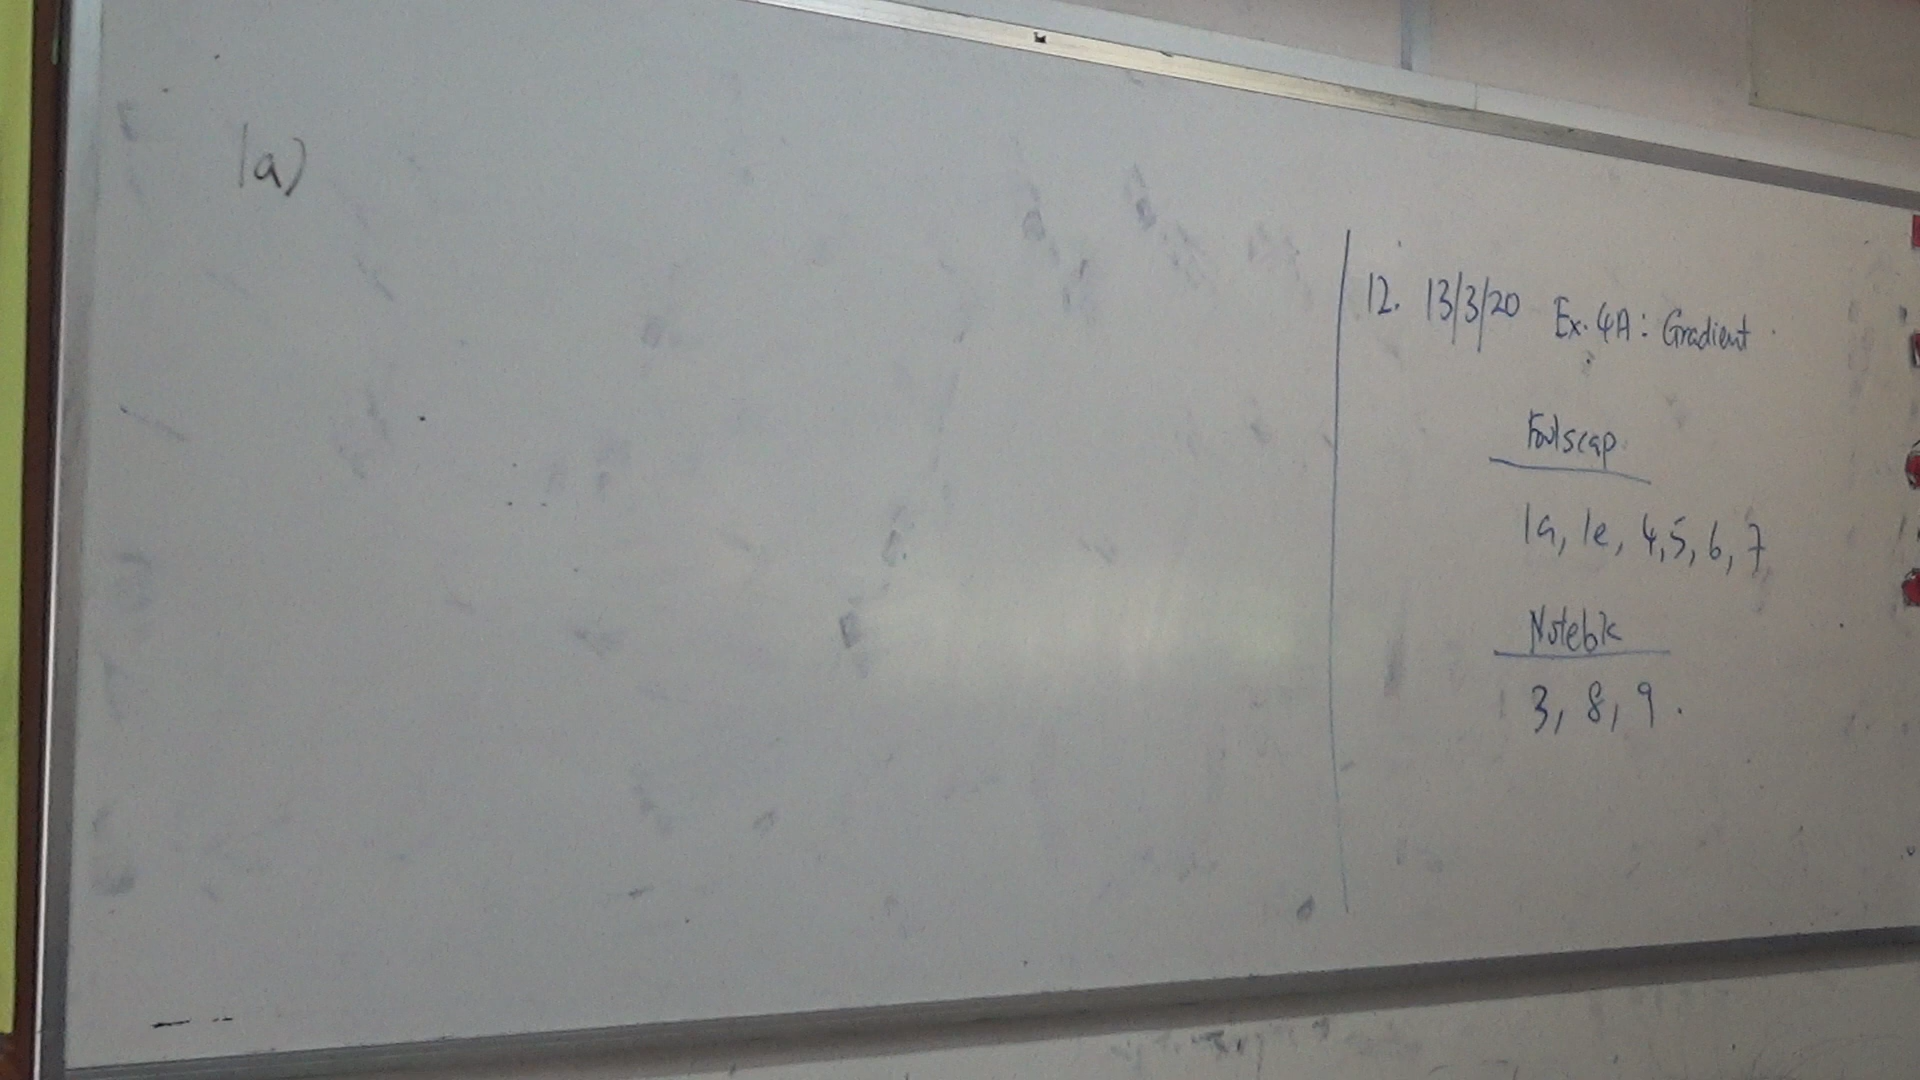 1a)
12. 13/3/20 Ex. 4A: Gradient
Foolscap
1a, 1e, 4, 5, 6, 7
Notebk
3, 8, 9.